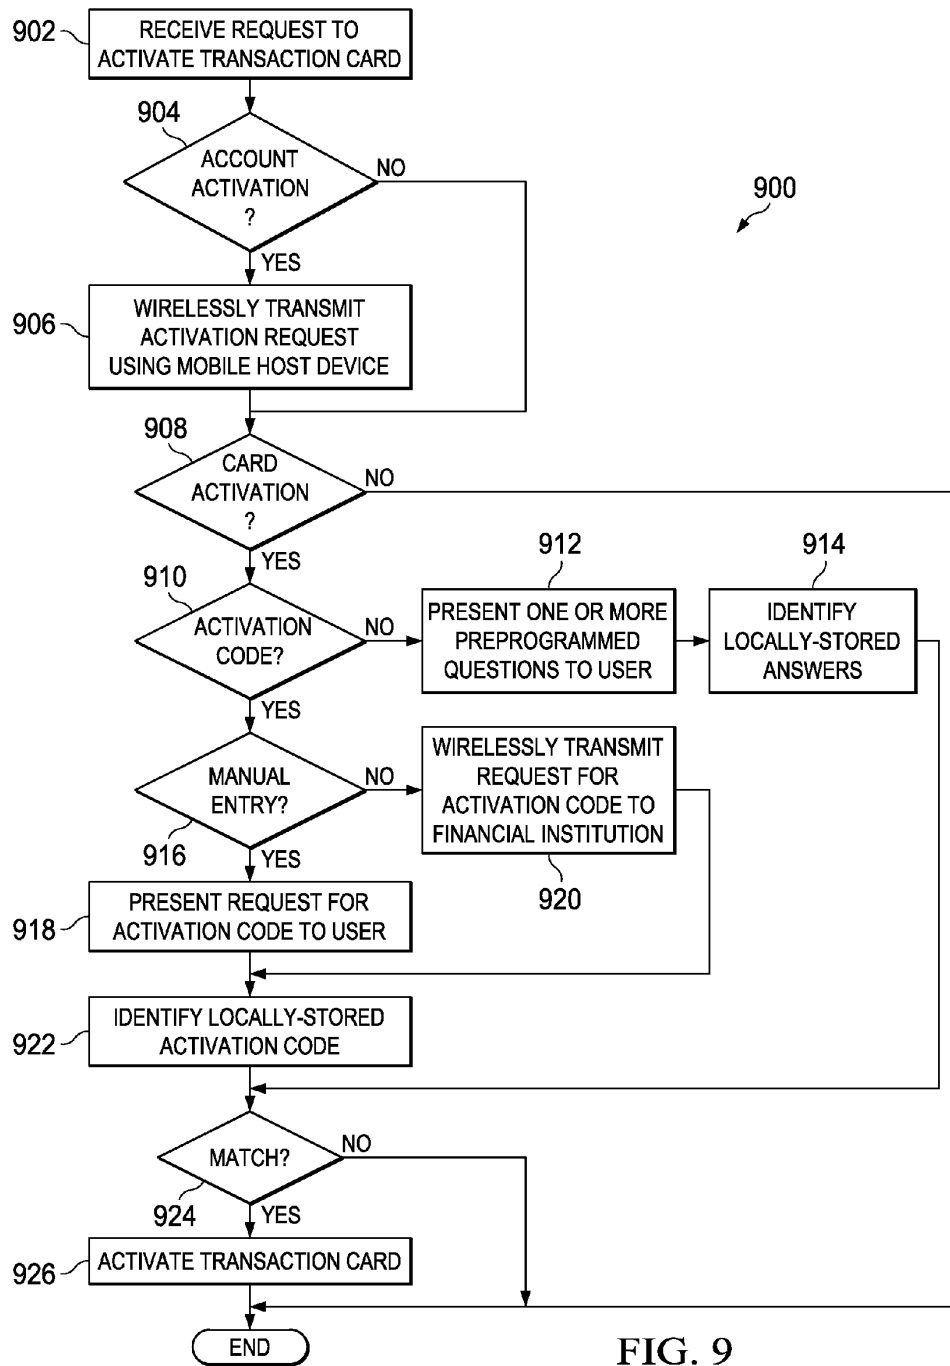 902
RECEIVE REQUEST TO
ACTIVATE TRANSACTION CARD
904
ACCOUNT
ACTIVATION
?
NO
900
YES
906
WIRELESSLY TRANSMIT
ACTIVATION REQUEST
USING MOBILE HOST DEVICE
908
CARD
ACTIVATION
?
NO
YES
910
ACTIVATION
CODE?
NO
912
PRESENT ONE OR MORE
PREPROGRAMMED
QUESTIONS TO USER
914
IDENTIFY
LOCALLY-STORED
ANSWERS
YES
MANUAL
ENTRY?
916
NO
WIRELESSLY TRANSMIT
REQUEST FOR
ACTIVATION CODE TO
FINANCIAL INSTITUTION
920
YES
918
PRESENT REQUEST FOR
ACTIVATION CODE TO USER
922
IDENTIFY LOCALLY-STORED
ACTIVATION CODE
MATCH?
NO
924
YES
926
ACTIVATE TRANSACTION CARD
END
FIG. 9